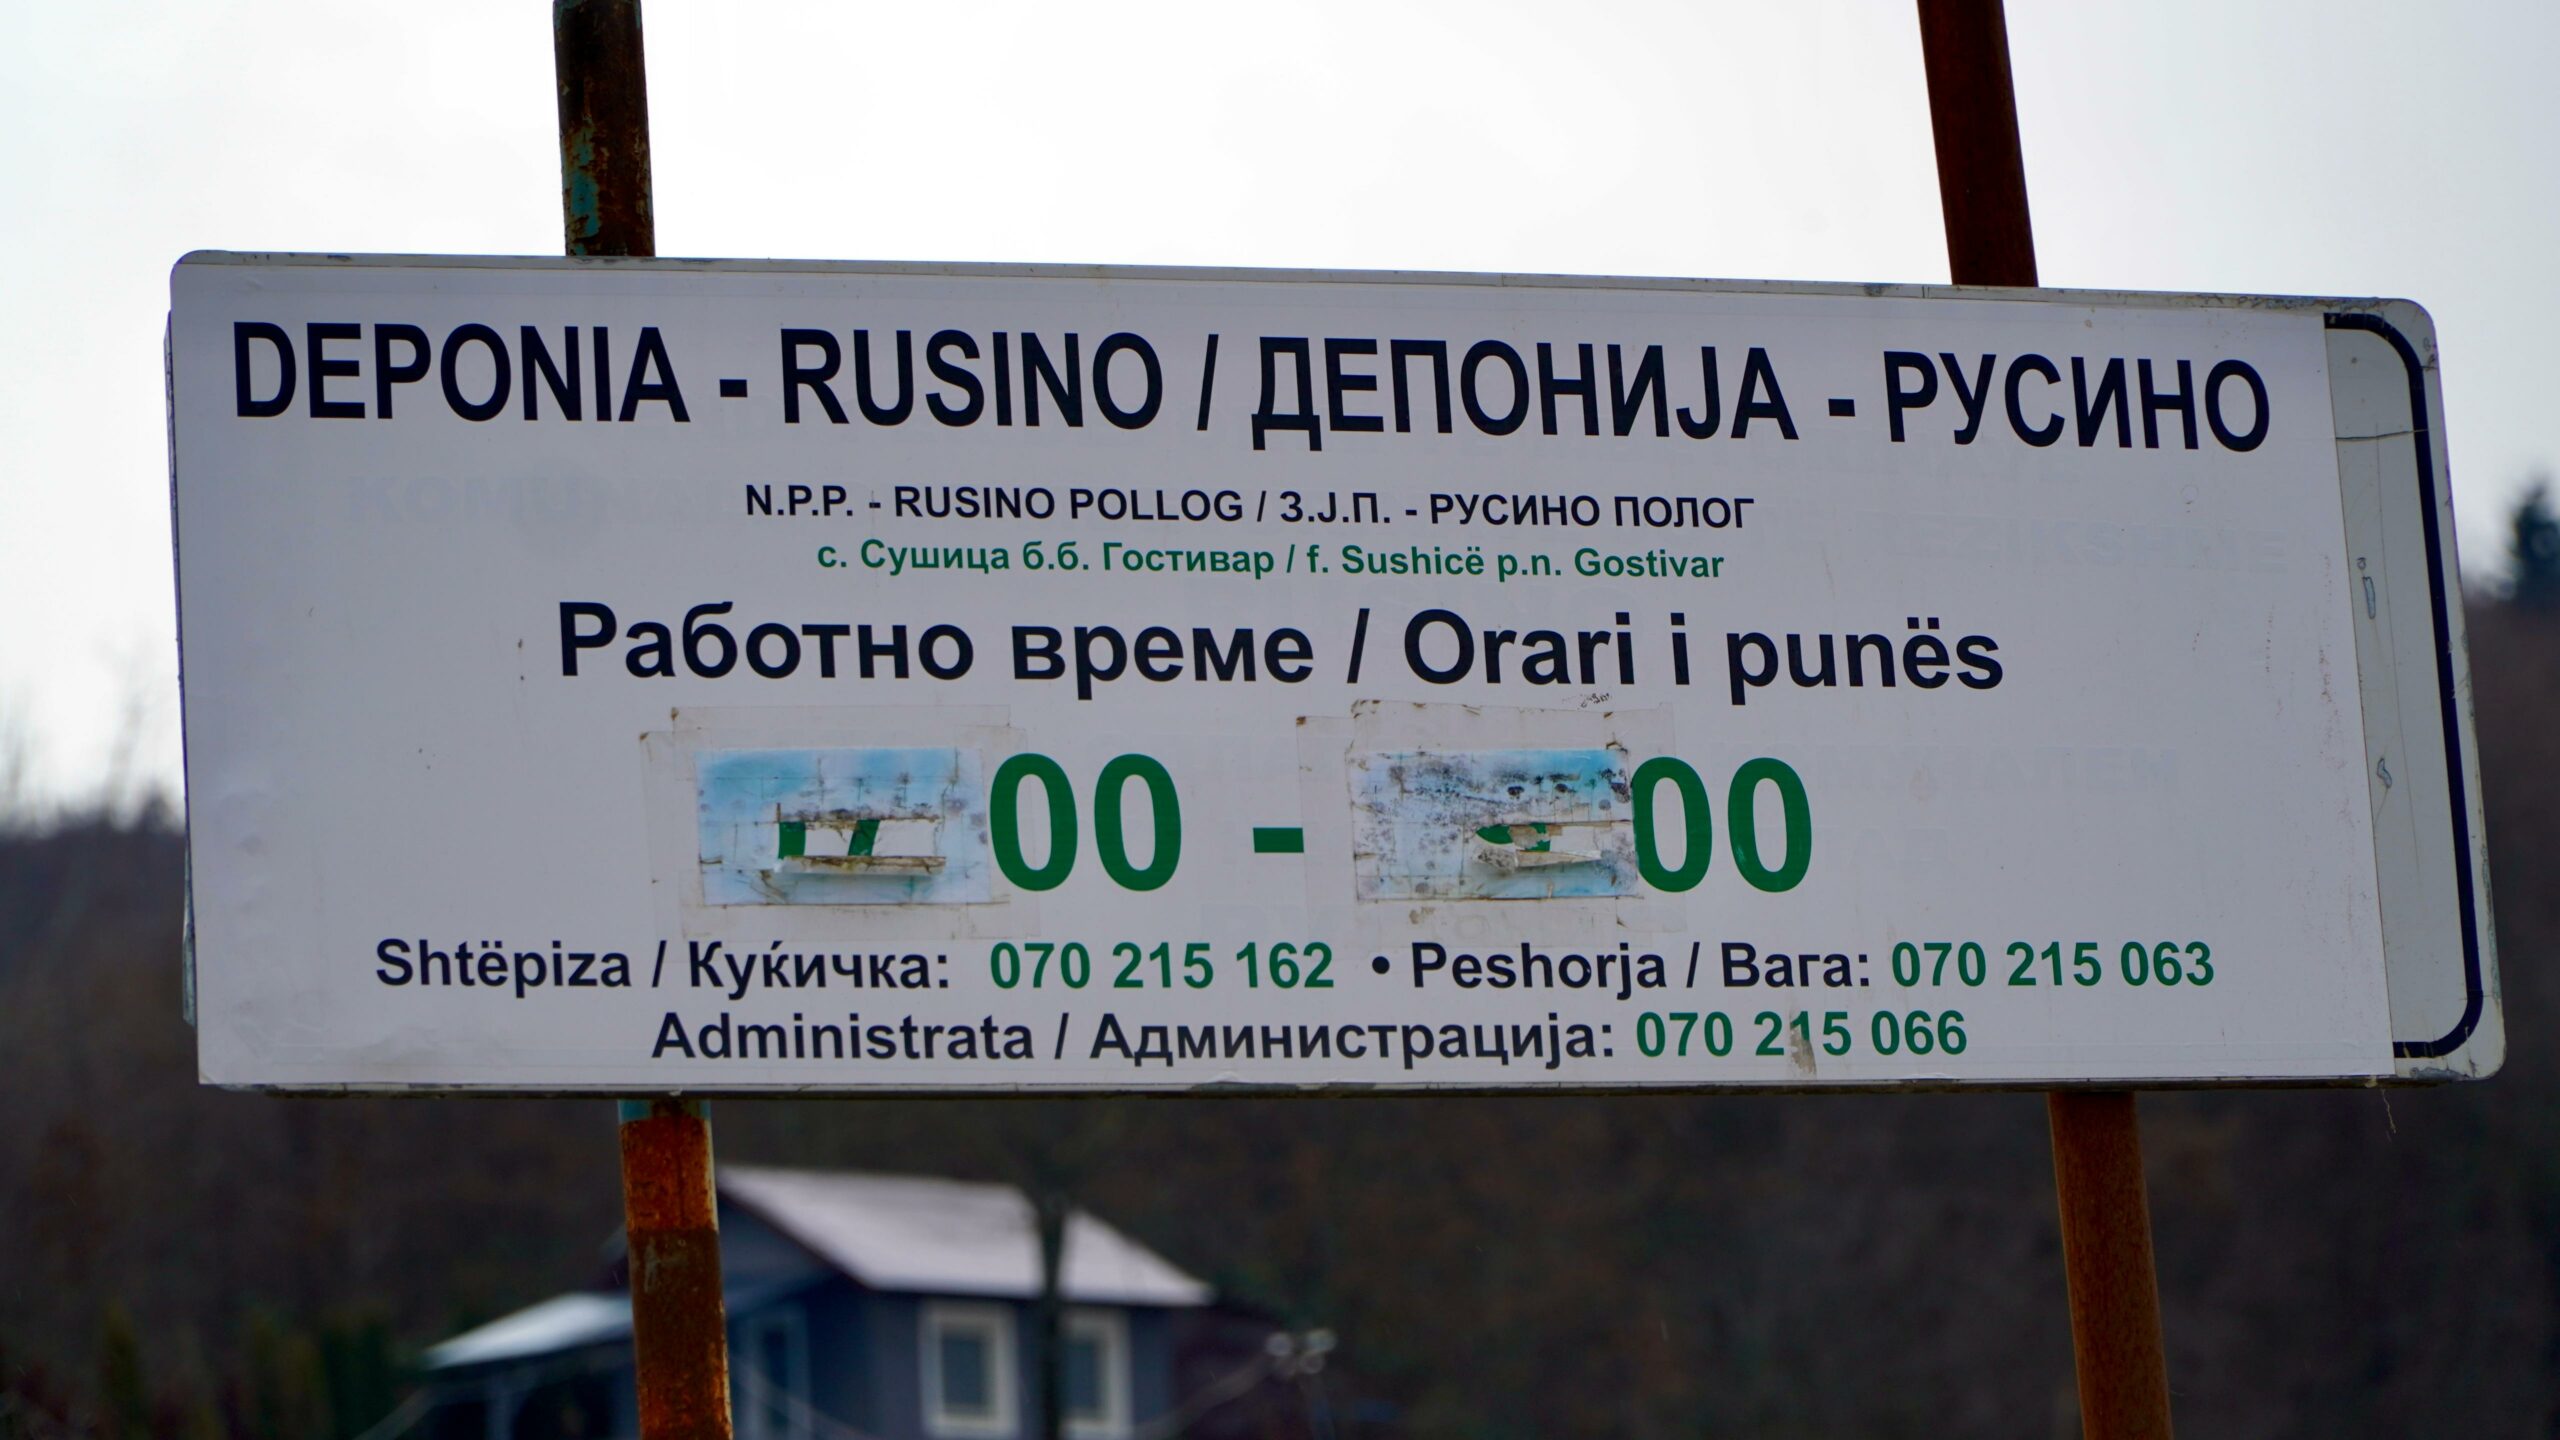 DEPONIA - RUSINO / ДЕПОНИЈА - РУСИНО
N.P.P. - RUSINO POLLOG / З.Ј.П. - РУСИНО ПОЛОГ
с. Сушица б.б. Гостивар / f. Sushicë p.n. Gostivar
Работно време / Orari i punës
00 - 00
Shtëpiza / Куќичка: 070 215 162 • Peshorja / Вага: 070 215 063
Administrata / Администрација: 070 215 066